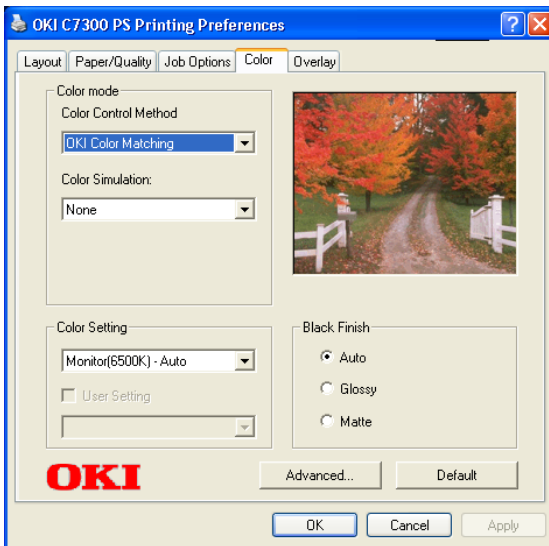 OKI C7300 PS Printing Preferences
Layout Paper/Quality Job Options Color Overlay
Color mode
Color Control Method
OKI Color Matching
Color Simulation:
None
Color Setting
Monitor(6500K) - Auto
User Setting
Black Finish
Auto
Glossy
Matte
OKI
Advanced...
Default
OK
Cancel
Apply